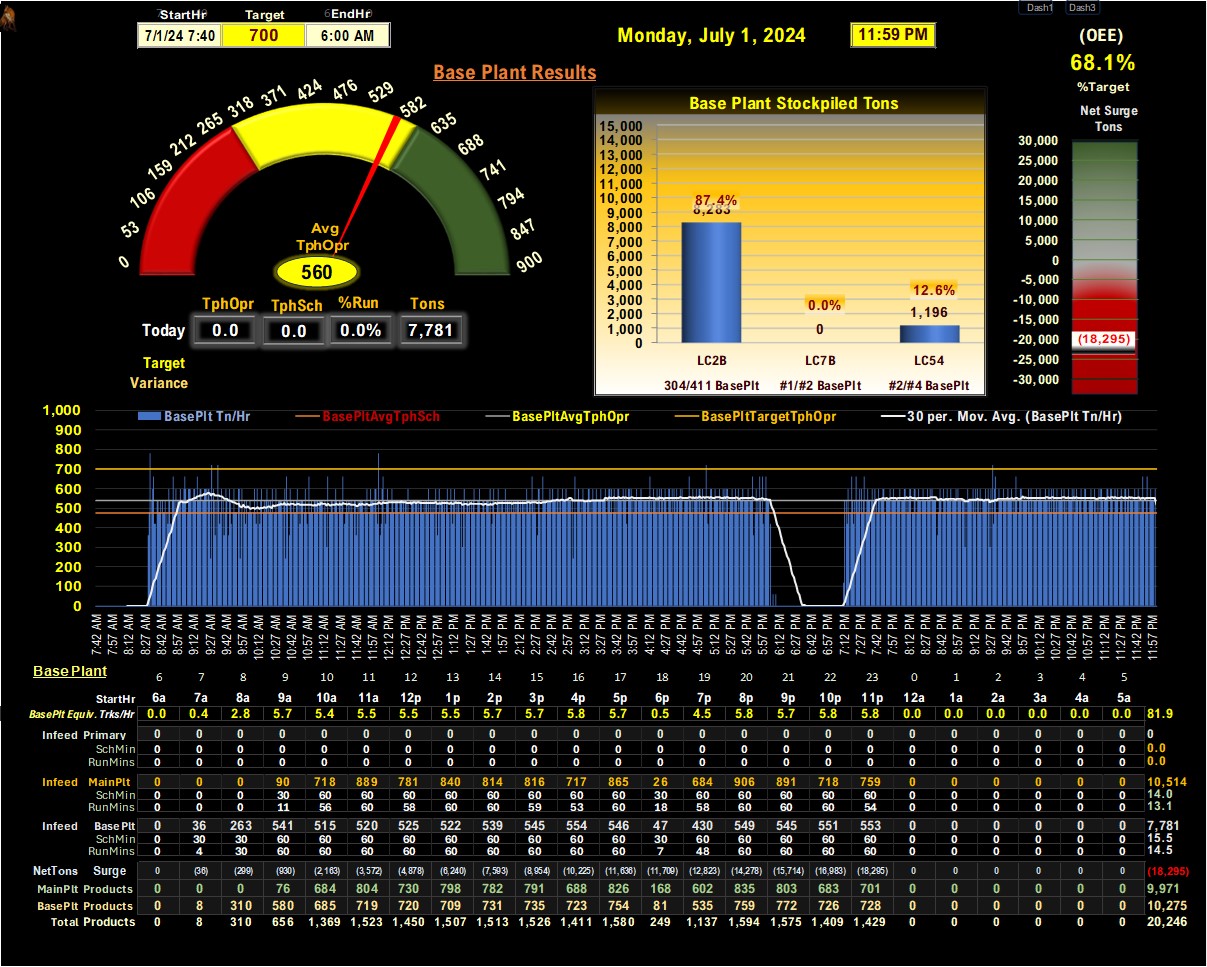 StartHr Target EndHr
7/1/24 7:40 700 6:00 AM
Monday, July 1, 2024 11:59 PM
Dash1 Dash3
(OEE)
68.1%
%Target
Net Surge
Tons
Base Plant Results
0 53 106 159 212 265 318 371 424 476 529 582 635 688 741 794 847 900
Avg
TphOpr
560
TphOpr TphSch %Run Tons
Today 0.0 0.0 0.0% 7,781
Target
Variance
Base Plant Stockpiled Tons
15,000
14,000
13,000
12,000
11,000
10,000
9,000
8,000
7,000
6,000
5,000
4,000
3,000
2,000
1,000
0
87.4%
8,283
0.0%
0
12.6%
1,196
LC2B LC7B LC54
304/411 BasePlt #1/#2 BasePlt #2/#4 BasePlt
30,000
25,000
20,000
15,000
10,000
5,000
0
-5,000
-10,000
-15,000
-20,000
-25,000
-30,000
(18,295)
BasePlt Tn/Hr BasePltAvgTphSch BasePltAvgTphOpr BasePltTargetTphOpr 30 per. Mov. Avg. (BasePlt Tn/Hr)
1,000
900
800
700
600
500
400
300
200
100
0
7:42 AM 7:57 AM 8:12 AM 8:27 AM 8:42 AM 8:57 AM 9:12 AM 9:27 AM 9:42 AM 9:57 AM 10:12 AM 10:27 AM 10:42 AM 10:57 AM 11:12 AM 11:27 AM 11:42 AM 11:57 AM 12:12 PM 12:27 PM 12:42 PM 12:57 PM 1:12 PM 1:27 PM 1:42 PM 1:57 PM 2:12 PM 2:27 PM 2:42 PM 2:57 PM 3:12 PM 3:27 PM 3:42 PM 3:57 PM 4:12 PM 4:27 PM 4:42 PM 4:57 PM 5:12 PM 5:27 PM 5:42 PM 5:57 PM 6:12 PM 6:27 PM 6:42 PM 6:57 PM 7:12 PM 7:27 PM 7:42 PM 7:57 PM 8:12 PM 8:27 PM 8:42 PM 8:57 PM 9:12 PM 9:27 PM 9:42 PM 9:57 PM 10:12 PM 10:27 PM 10:42 PM 10:57 PM 11:12 PM 11:27 PM 11:42 PM 11:57 PM
Base Plant 6 7 8 9 10 11 12 13 14 15 16 17 18 19 20 21 22 23 0 1 2 3 4 5
StartHr 6a 7a 8a 9a 10a 11a 12p 1p 2p 3p 4p 5p 6p 7p 8p 9p 10p 11p 12a 1a 2a 3a 4a 5a
BasePlt Equiv. Trks/Hr 0.0 0.4 2.8 5.7 5.4 5.5 5.5 5.5 5.7 5.7 5.8 5.7 0.5 4.5 5.8 5.7 5.8 5.8 0.0 0.0 0.0 0.0 0.0 0.0 81.9
Infeed Primary 0 0 0 0 0 0 0 0 0 0 0 0 0 0 0 0 0 0 0 0 0 0 0 0 0
SchMin 0 0 0 0 0 0 0 0 0 0 0 0 0 0 0 0 0 0 0 0 0 0 0 0 0.0
RunMins 0 0 0 0 0 0 0 0 0 0 0 0 0 0 0 0 0 0 0 0 0 0 0 0 0.0
Infeed MainPlt 0 0 0 90 718 889 781 840 814 816 717 865 26 684 906 891 718 759 0 0 0 0 0 0 10,514
SchMin 0 0 0 30 60 60 60 60 60 60 60 60 30 60 60 60 60 60 0 0 0 0 0 0 14.0
RunMins 0 0 0 11 56 60 58 60 60 59 53 60 18 58 60 60 60 54 0 0 0 0 0 0 13.1
Infeed Base Plt 0 36 263 541 515 520 525 522 539 545 554 546 47 430 549 545 551 553 0 0 0 0 0 0 7,781
SchMin 0 30 30 60 60 60 60 60 60 60 60 60 30 60 60 60 60 60 0 0 0 0 0 0 15.5
RunMins 0 4 30 60 60 60 60 60 60 60 60 60 7 48 60 60 60 60 0 0 0 0 0 0 14.5
NetTons Surge 0 (36) (299) (930) (2,163) (3,572) (4,878) (6,240) (7,593) (8,954) (10,225) (11,636) (11,709) (12,823) (14,278) (15,714) (16,983) (18,295) 0 0 0 0 0 0 (18,295)
MainPlt Products 0 0 0 76 684 804 730 798 782 791 688 826 168 602 835 803 683 701 0 0 0 0 0 0 9,971
BasePlt Products 0 8 310 580 685 719 720 709 731 735 723 754 81 535 759 772 726 728 0 0 0 0 0 0 10,275
Total Products 0 8 310 656 1,369 1,523 1,450 1,507 1,513 1,526 1,411 1,580 249 1,137 1,594 1,575 1,409 1,429 0 0 0 0 0 0 20,246